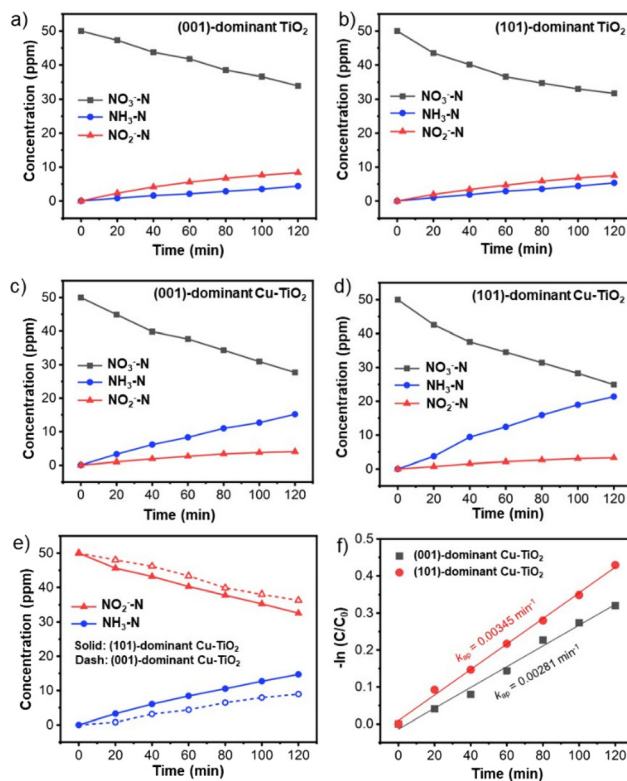 a)
(001)-dominant TiO₂
Concentration (ppm)
50
40
30
20
10
0
NO₃⁻-N
NH₃-N
NO₂⁻-N
0 20 40 60 80 100 120
Time (min)
b)
(101)-dominant TiO₂
Concentration (ppm)
50
40
30
20
10
0
NO₃⁻-N
NH₃-N
NO₂⁻-N
0 20 40 60 80 100 120
Time (min)
c)
(001)-dominant Cu-TiO₂
Concentration (ppm)
50
40
30
20
10
0
NO₃⁻-N
NH₃-N
NO₂⁻-N
0 20 40 60 80 100 120
Time (min)
d)
(101)-dominant Cu-TiO₂
Concentration (ppm)
50
40
30
20
10
0
NO₃⁻-N
NH₃-N
NO₂⁻-N
0 20 40 60 80 100 120
Time (min)
e)
Concentration (ppm)
60
50
40
30
20
10
0
NO₂⁻-N
NH₃-N
Solid: (101)-dominant Cu-TiO₂
Dash: (001)-dominant Cu-TiO₂
0 20 40 60 80 100 120
Time (min)
f)
-ln (C/C₀)
0.5
0.4
0.3
0.2
0.1
0.0
(001)-dominant Cu-TiO₂
(101)-dominant Cu-TiO₂
kₐₚ = 0.00345 min⁻¹
kₐₚ = 0.00281 min⁻¹
0 20 40 60 80 100 120
Time (min)